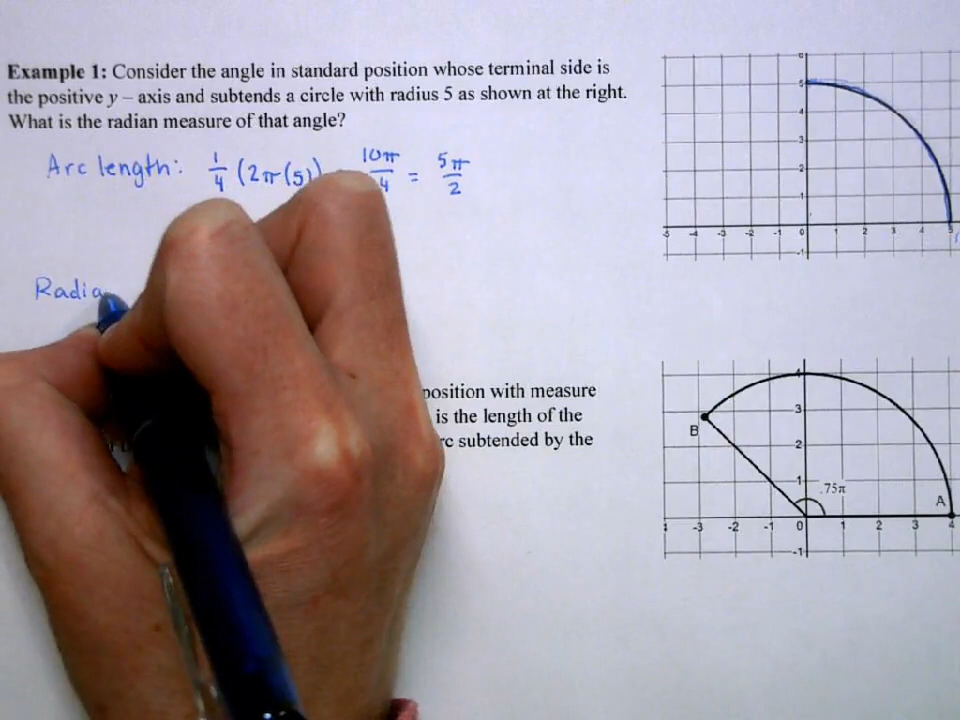 Example 1: Consider the angle in standard position whose terminal side is
the positive y – axis and subtends a circle with radius 5 as shown at the right.
What is the radian measure of that angle?
Arc length: 1/4 (2π(5)) 10π/4 = 5π/2
Radia
position with measure
is the length of the
rc subtended by the
6
5
4
3
2
1
-5 -4 -3 -2 -1 0 1 2 3 4 5
-1
4
3
B
2
1 .75π
A
-3 -2 -1 0 1 2 3 4
-1